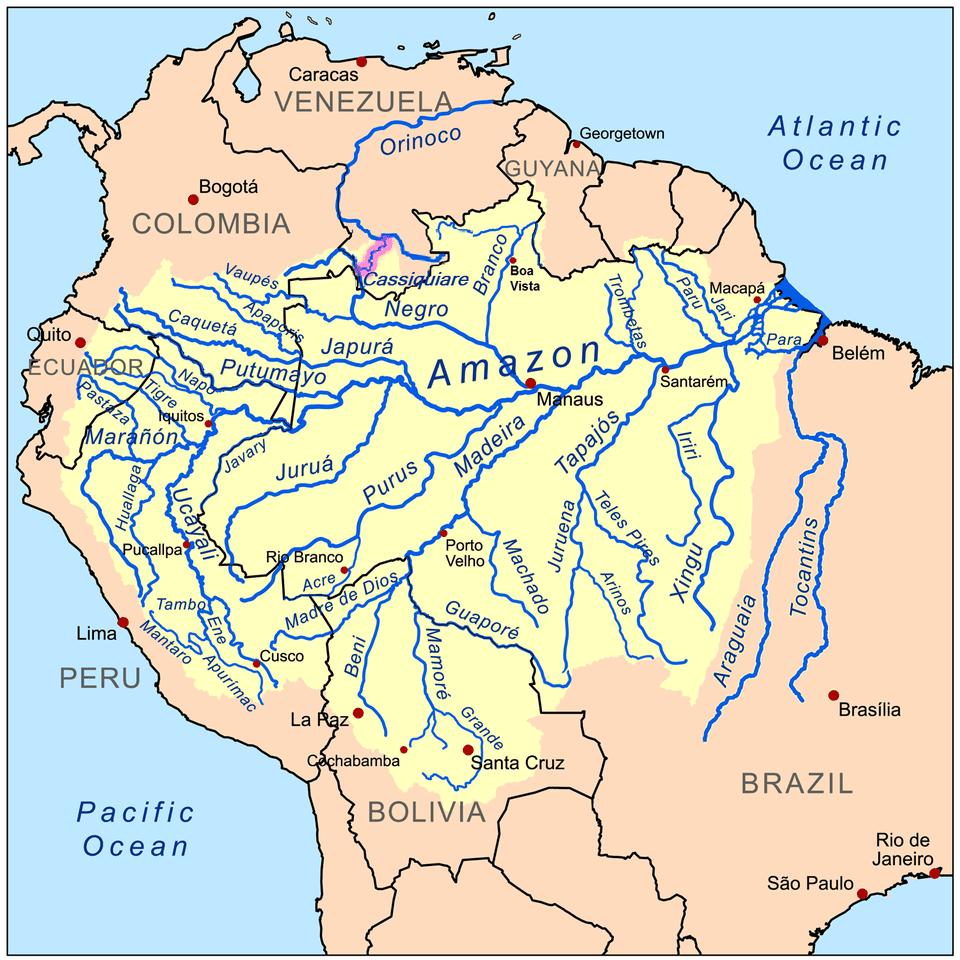 Caracas
VENEZUELA
Orinoco
Georgetown
GUYANA
Atlantic
Ocean
Bogotá
COLOMBIA
Vaupés
Cassiquiare
Branco
Boa
Vista
Trombetas
Paru
Jari
Macapá
Apaporis
Negro
Caquetá
Japurá
Quito
ECUADOR
Putumayo
Amazon
Para
Belém
Napo
Tigre
Pastaza
Iquitos
Santarém
Manaus
Marañón
Javary
Juruá
Purus
Madeira
Tapajós
Iriri
Huallaga
Ucayali
Pucallpa
Rio Branco
Acre
Porto
Velho
Machado
Juruena
Teles Pires
Arinos
Xingu
Tocantins
Araguaia
Madre de Dios
Guaporé
Tambo
Ene
Lima
Mantaro
Apurímac
Cusco
PERU
Beni
Mamoré
Grande
La Paz
Cochabamba
Santa Cruz
BOLIVIA
Brasília
BRAZIL
Pacific
Ocean
Rio de
Janeiro
São Paulo